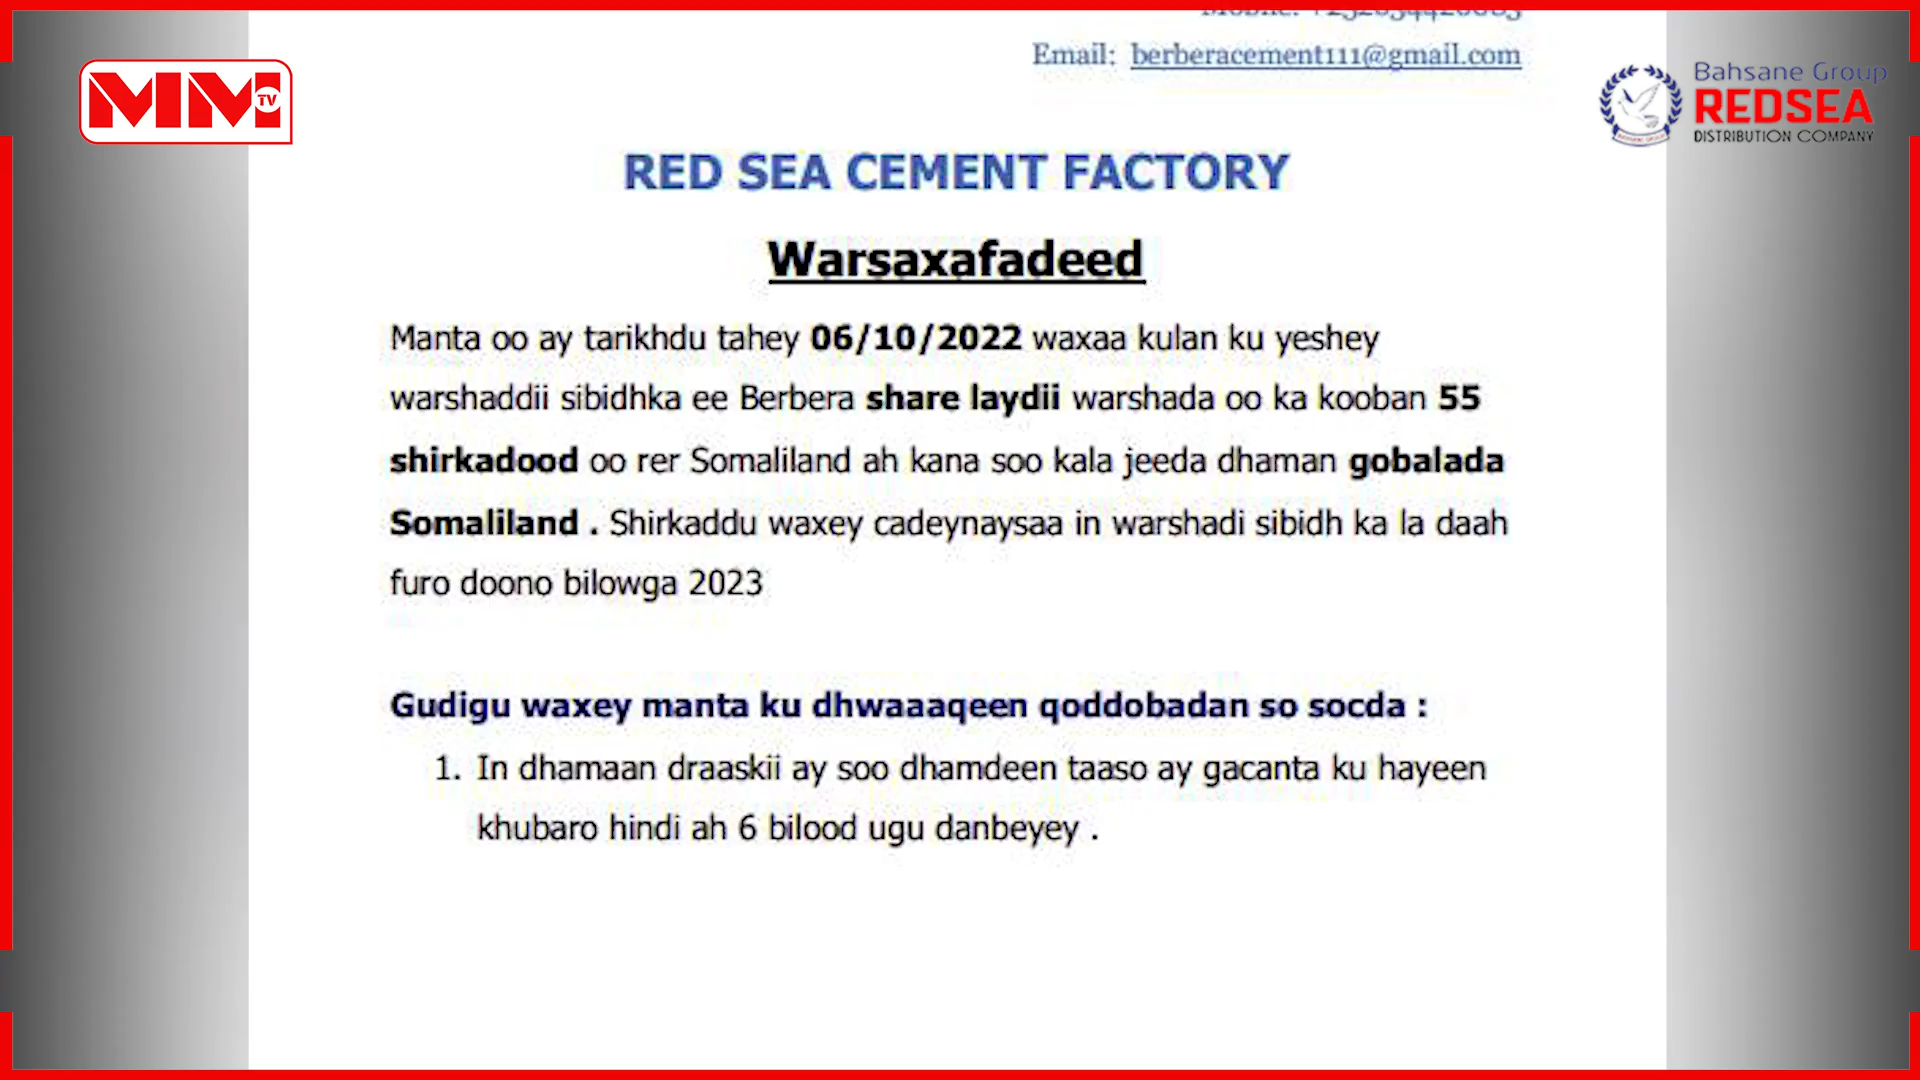 Email: berberacement111@gmail.com
MM TV
Bahsane Group
REDSEA
DISTRIBUTION COMPANY
RED SEA CEMENT FACTORY
Warsaxafadeed
Manta oo ay tarikhdu tahey 06/10/2022 waxaa kulan ku yeshey
warshaddii sibidhka ee Berbera share laydii warshada oo ka kooban 55
shirkadood oo rer Somaliland ah kana soo kala jeeda dhaman gobalada
Somaliland . Shirkaddu waxey cadeynaysaa in warshadi sibidh ka la daah
furo doono bilowga 2023
Gudigu waxey manta ku dhwaaaqeen qoddobadan so socda :
1. In dhamaan draaskii ay soo dhamdeen taaso ay gacanta ku hayeen
khubaro hindi ah 6 bilood ugu danbeyey .